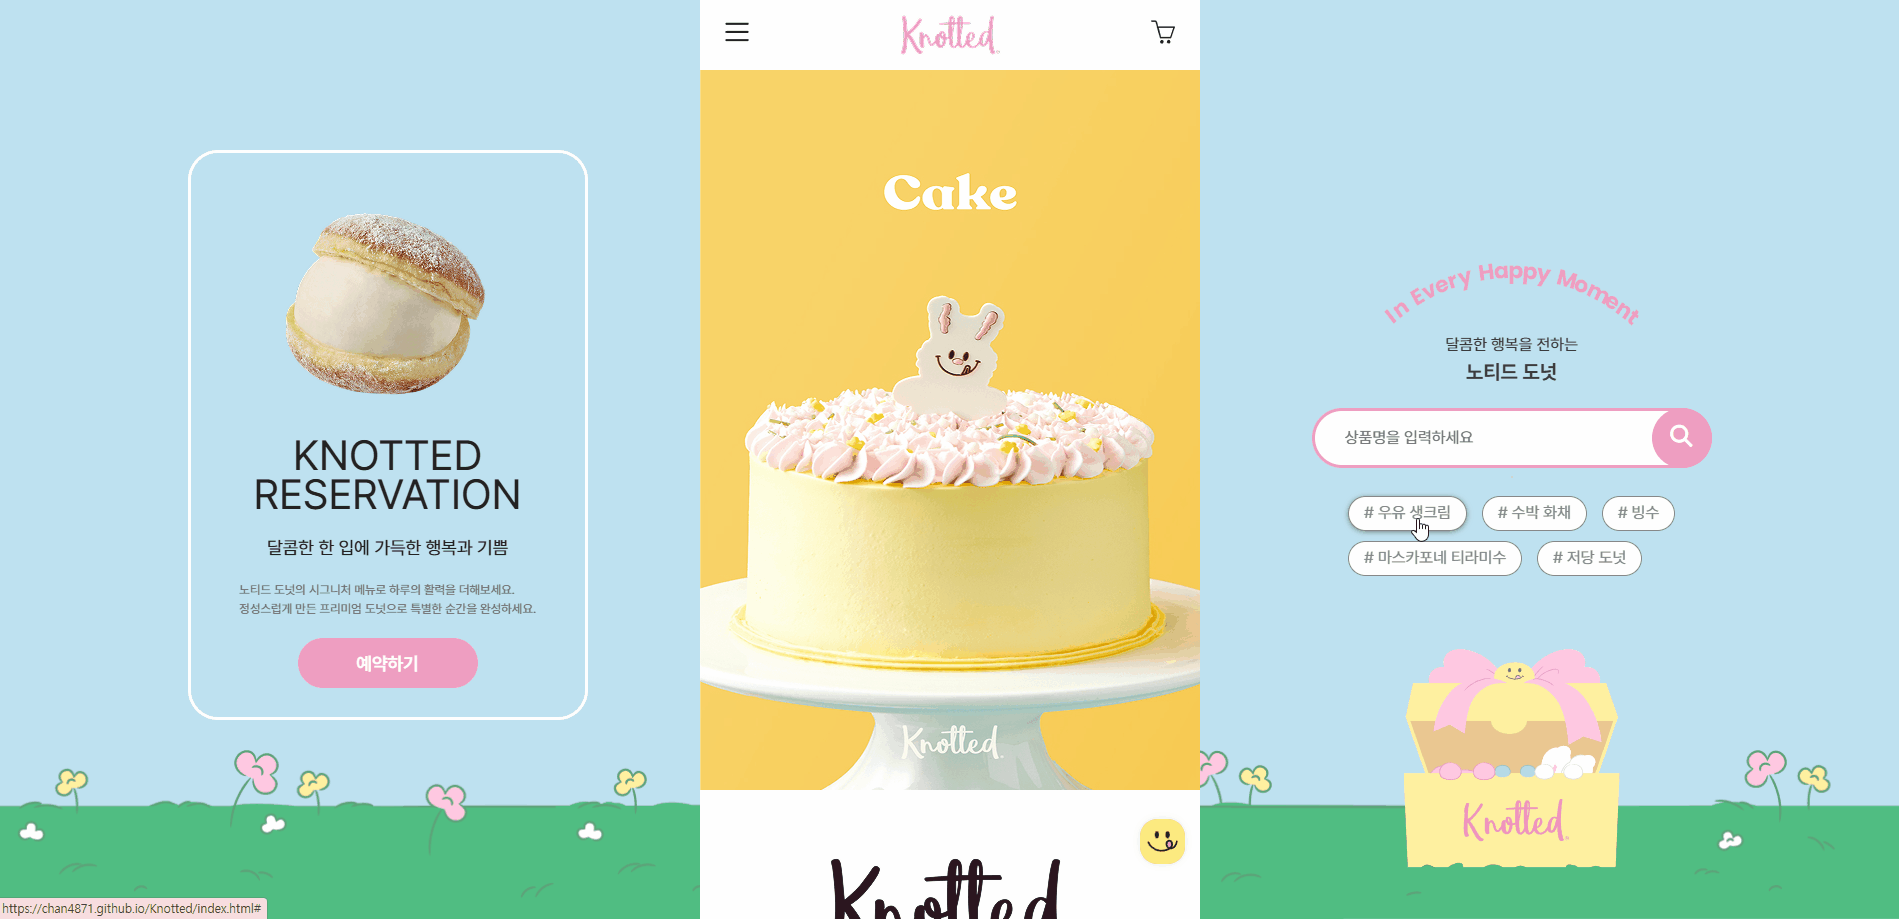 KNOTTED
RESERVATION
달콤한 한 입에 가득한 행복과 기쁨
노티드 도넛의 시그니처 메뉴로 하루의 활력을 더해보세요.
정성스럽게 만든 프리미엄 도넛으로 특별한 순간을 완성하세요.
예약하기
https://chan4871.github.io/Knotted/index.html#
Knotted
Cake
Knotted
Knotted
In Every Happy Moment
달콤한 행복을 전하는
노티드 도넛
상품명을 입력하세요
# 우유 생크림
# 수박 화채
# 빙수
# 마스카포네 티라미수
# 저당 도넛
Knotted